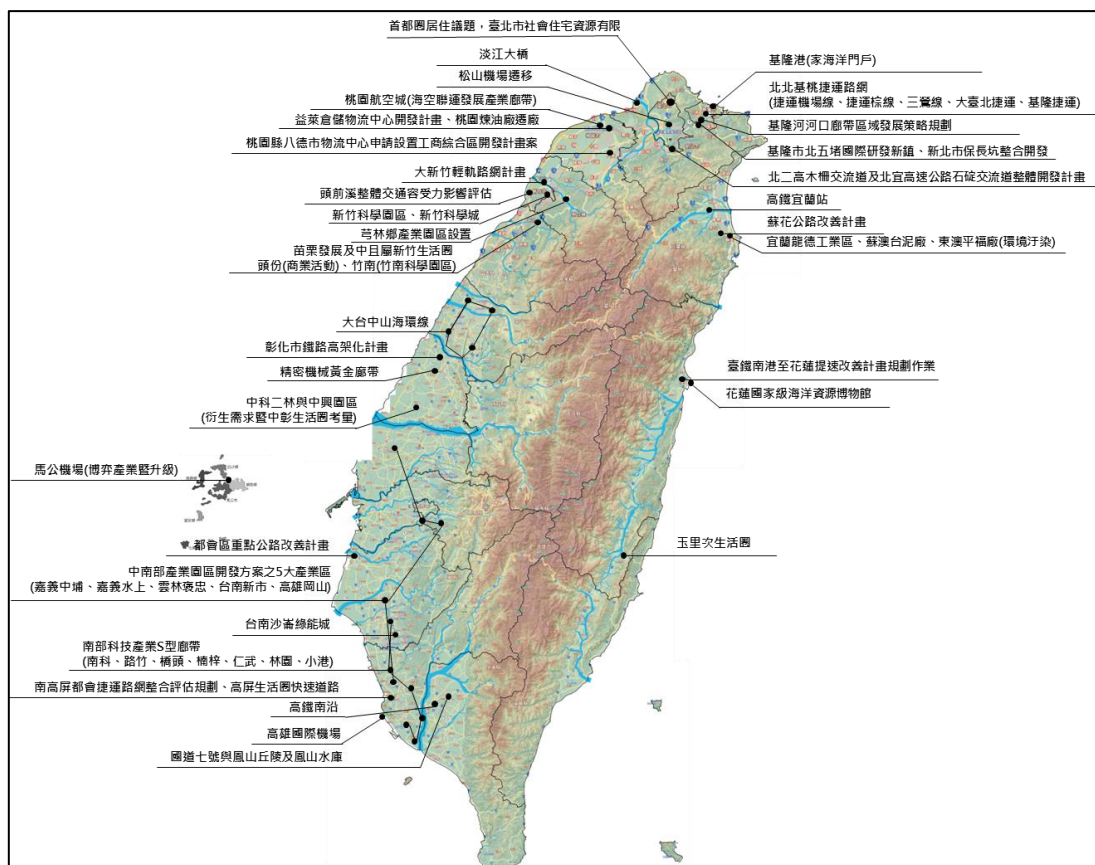 首都圈居住議題，臺北市社會住宅資源有限
淡江大橋
松山機場遷移
桃園航空城(海空聯運發展產業廊帶)
益萊倉儲物流中心開發計畫、桃園煉油廠遷廠
桃園縣八德市物流中心申請設置工商綜合區開發計畫案
大新竹輕軌路網計畫
頭前溪整體交通容受力影響評估
新竹科學園區、新竹科學城
芎林鄉產業園區設置
苗栗發展及中且屬新竹生活圈
頭份(商業活動)、竹南(竹南科學園區)
大台中山海環線
彰化市鐵路高架化計畫
精密機械黃金廊帶
中科二林與中興園區
(衍生需求暨中彰生活圈考量)
馬公機場(博弈產業暨升級)
都會區重點公路改善計畫
中南部產業園區開發方案之5大產業區
(嘉義中埔、嘉義水上、雲林褒忠、台南新市、高雄岡山)
台南沙崙綠能城
南部科技產業S型廊帶
(南科、路竹、橋頭、楠梓、仁武、林園、小港)
南高屏都會捷運路網整合評估規劃、高屏生活圈快速道路
高鐵南沿
高雄國際機場
國道七號與鳳山丘陵及鳳山水庫
基隆港(家海洋門戶)
北北基桃捷運路網
(捷運機場線、捷運棕線、三鶯線、大臺北捷運、基隆捷運)
基隆河河口廊帶區域發展策略規劃
基隆市北五堵國際研發新鎮、新北市保長坑整合開發
北二高木柵交流道及北宜高速公路石碇交流道整體開發計畫
高鐵宜蘭站
蘇花公路改善計畫
宜蘭龍德工業區、蘇澳台泥廠、東澳平福廠(環境汙染)
臺鐵南港至花蓮提速改善計畫規劃作業
花蓮國家級海洋資源博物館
玉里次生活圈